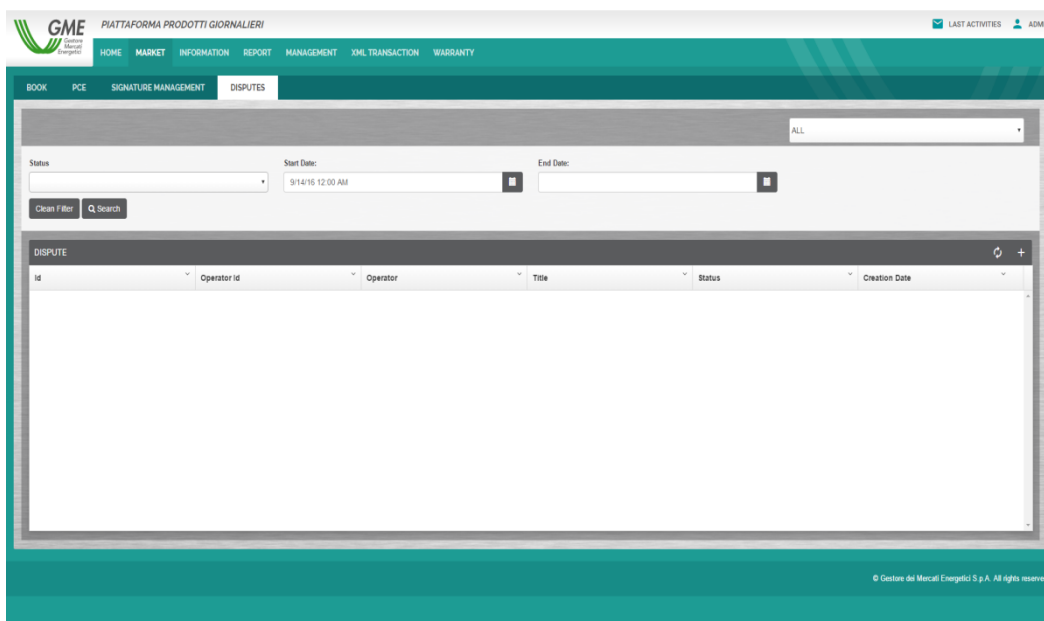 GME
Gestore
Mercati
Energetici
PIATTAFORMA PRODOTTI GIORNALIERI
LAST ACTIVITIES ADM
HOME MARKET INFORMATION REPORT MANAGEMENT XML TRANSACTION WARRANTY
BOOK PCE SIGNATURE MANAGEMENT DISPUTES
ALL
Status Start Date: End Date:
9/14/16 12:00 AM
Clean Filter Search
DISPUTE
Id Operator Id Operator Title Status Creation Date
© Gestore dei Mercati Energetici S.p.A. All rights reserve